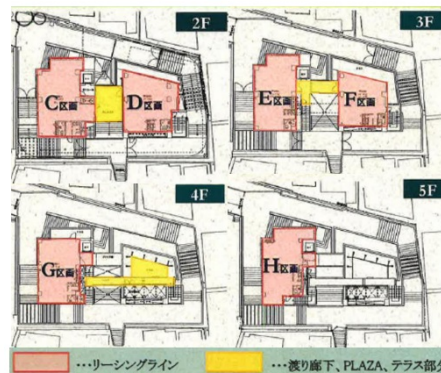 2F
3F
C区画
D区画
E区画
F区画
4F
5F
G区画
H区画
…リーシングライン
…渡り廊下、PLAZA、テラス部分